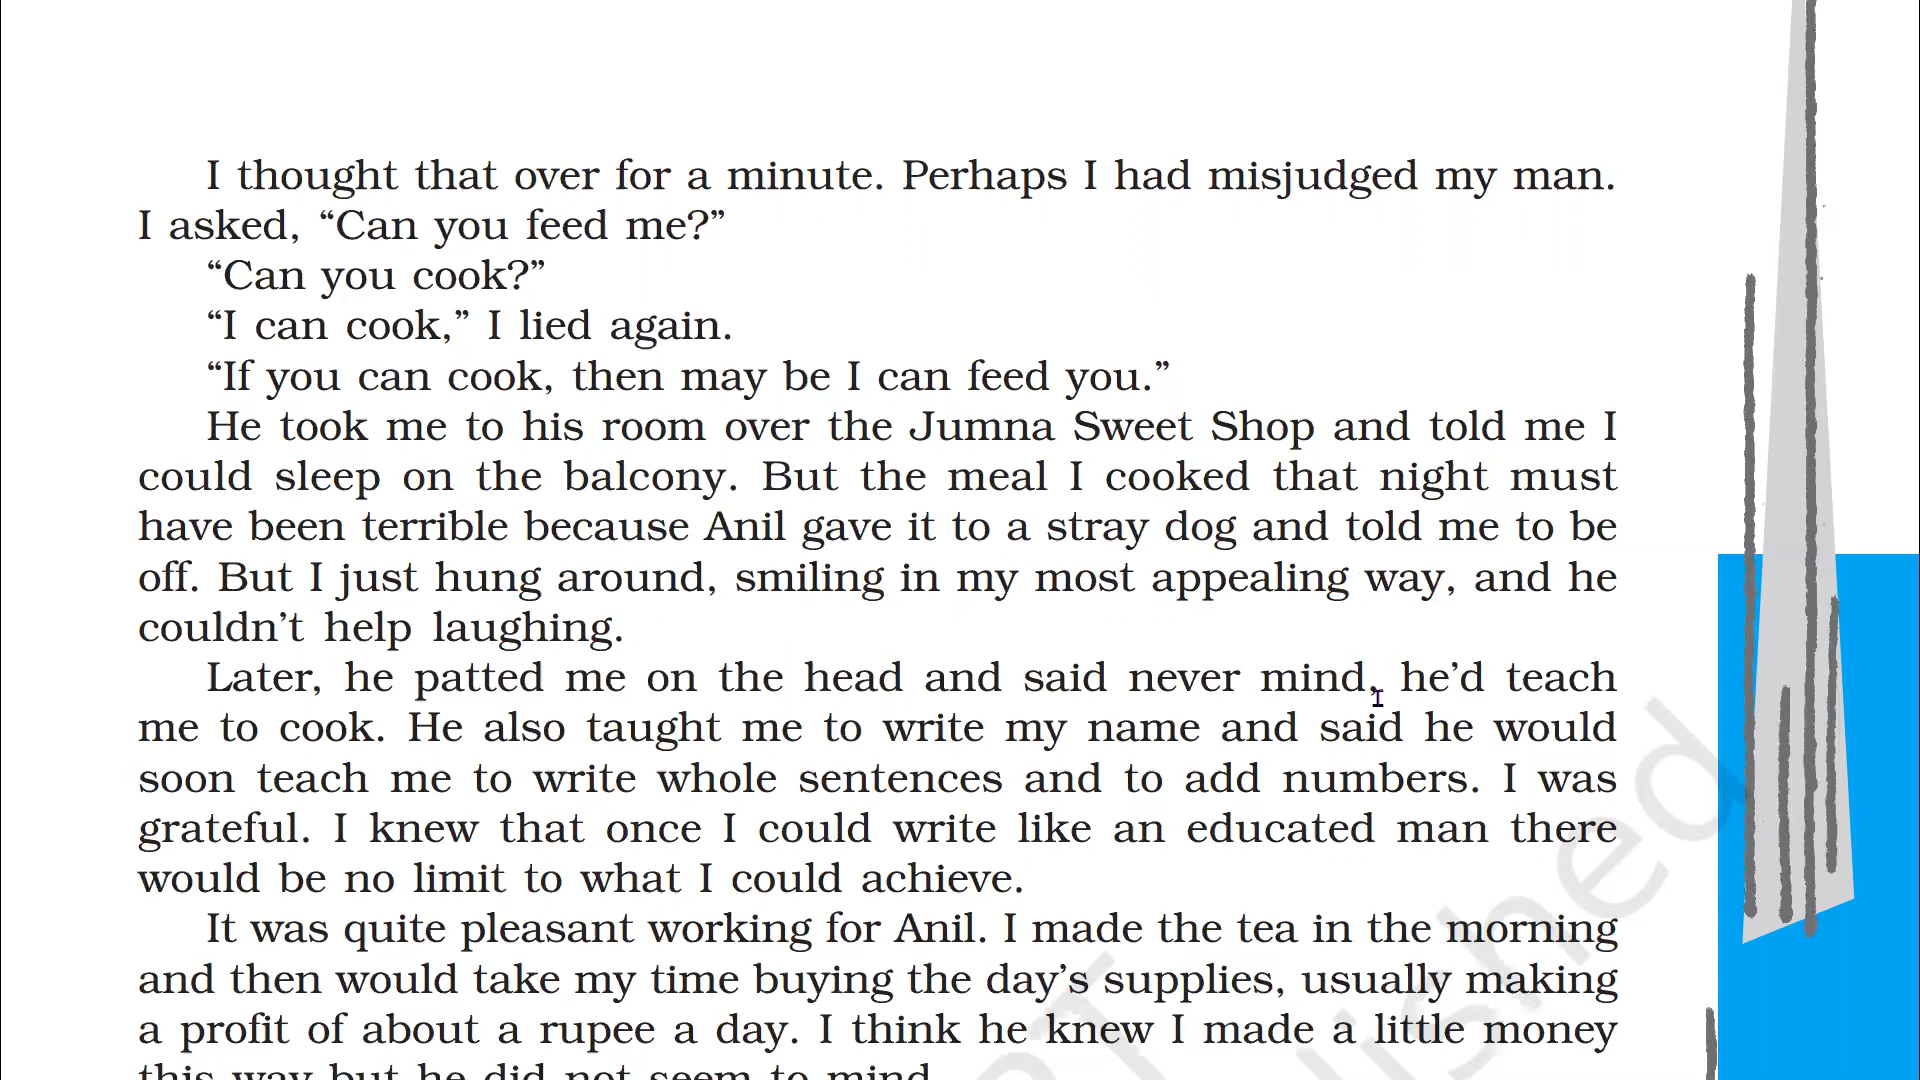 I thought that over for a minute. Perhaps I had misjudged my man.
I asked, “Can you feed me?”
“Can you cook?”
“I can cook,” I lied again.
“If you can cook, then may be I can feed you.”
He took me to his room over the Jumna Sweet Shop and told me I
could sleep on the balcony. But the meal I cooked that night must
have been terrible because Anil gave it to a stray dog and told me to be
off. But I just hung around, smiling in my most appealing way, and he
couldn’t help laughing.
Later, he patted me on the head and said never mind, he’d teach
me to cook. He also taught me to write my name and said he would
soon teach me to write whole sentences and to add numbers. I was
grateful. I knew that once I could write like an educated man there
would be no limit to what I could achieve.
It was quite pleasant working for Anil. I made the tea in the morning
and then would take my time buying the day’s supplies, usually making
a profit of about a rupee a day. I think he knew I made a little money
this way but he did not seem to mind.